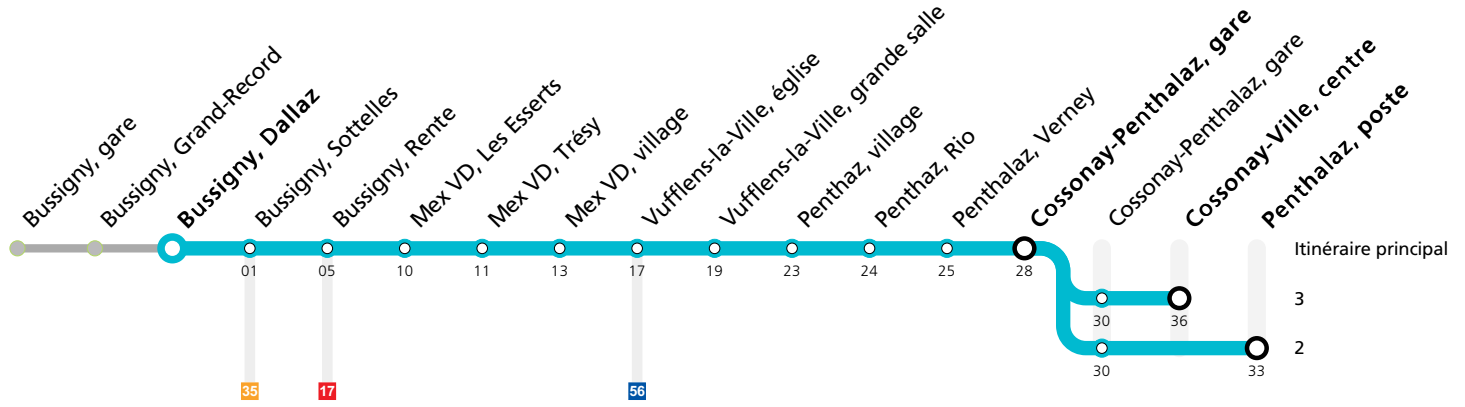 Bussigny, gare
Bussigny, Grand-Record
Bussigny, Dallaz
Bussigny, Sottelles
Bussigny, Rente
Mex VD, Les Esserts
Mex VD, Trésy
Mex VD, village
Vufflens-la-Ville, église
Vufflens-la-Ville, grande salle
Penthaz, village
Penthaz, Rio
Penthalaz, Verney
Cossonay-Penthalaz, gare
Cossonay-Penthalaz, gare
Cossonay-Ville, centre
Penthalaz, poste
Itinéraire principal
01 05 10 11 13 17 19 23 24 25 28
3
30 36
2
30 33
35 17 56